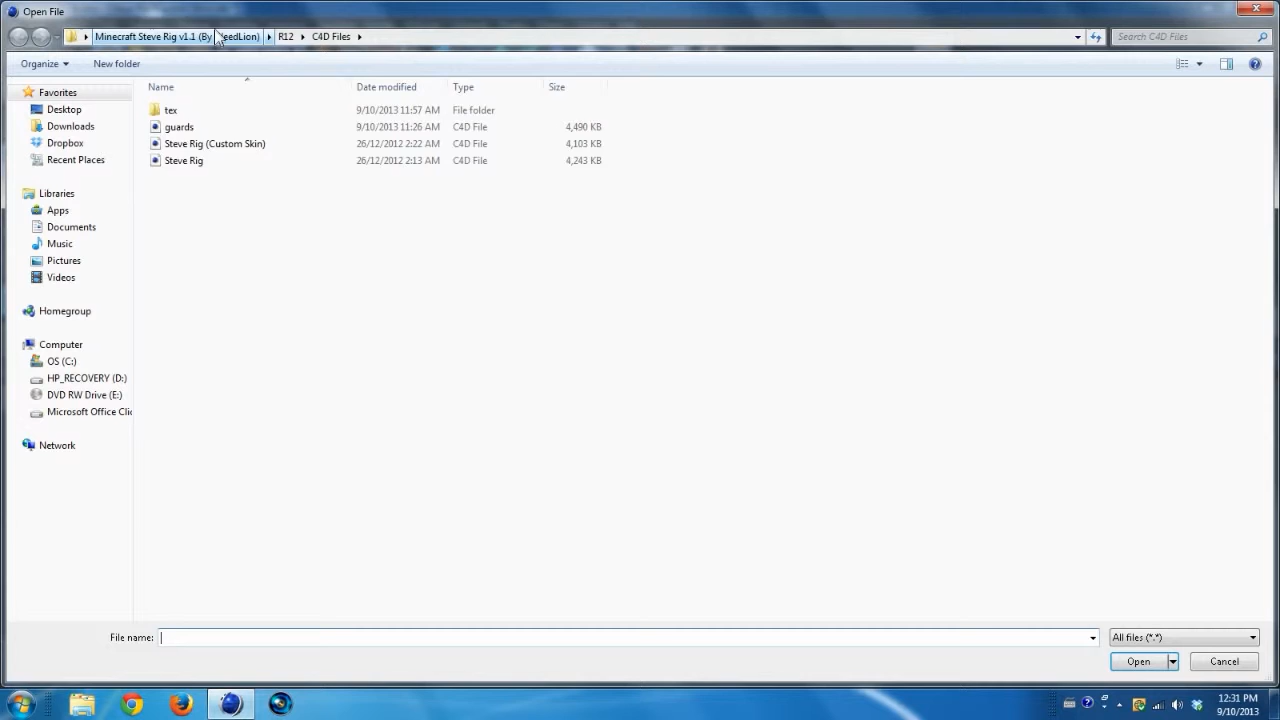 Open File
Minecraft Steve Rig v1.1 (By eedLion) R12 C4D Files Search C4D Files
Organize New folder
Name Date modified Type Size
Favorites
Desktop
Downloads
Dropbox
Recent Places
Libraries
Apps
Documents
Music
Pictures
Videos
Homegroup
Computer
OS (C:)
HP_RECOVERY (D:)
DVD RW Drive (E:)
Microsoft Office Clic
Network
tex 9/10/2013 11:57 AM File folder
guards 9/10/2013 11:26 AM C4D File 4,490 KB
Steve Rig (Custom Skin) 26/12/2012 2:22 AM C4D File 4,103 KB
Steve Rig 26/12/2012 2:13 AM C4D File 4,243 KB
File name: All files (*.*)
Open Cancel
12:31 PM
9/10/2013